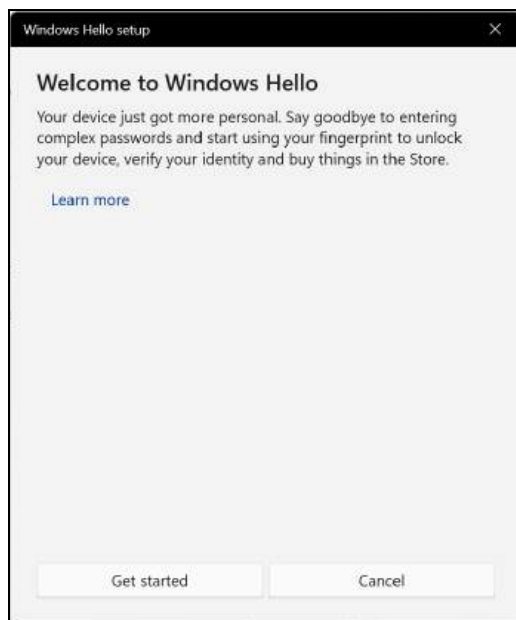 Windows Hello setup
Welcome to Windows Hello
Your device just got more personal. Say goodbye to entering
complex passwords and start using your fingerprint to unlock
your device, verify your identity and buy things in the Store.
Learn more
Get started
Cancel